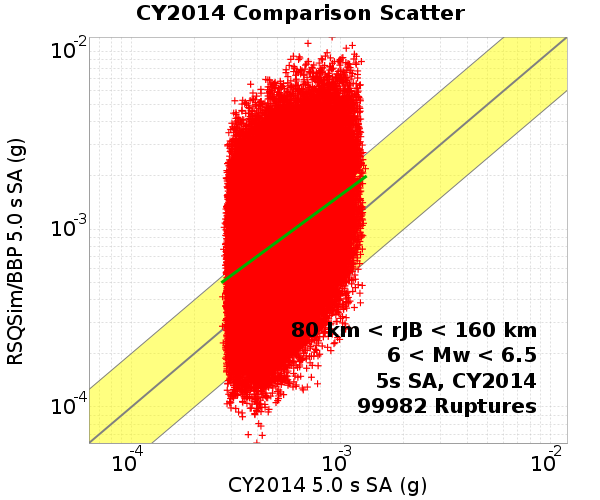 CY2014 Comparison Scatter
RSQSim/BBP 5.0 s SA (g)
10-2
10-3
10-4
80 km < rJB < 160 km
6 < Mw < 6.5
5s SA, CY2014
99982 Ruptures
10-4 10-3 10-2
CY2014 5.0 s SA (g)